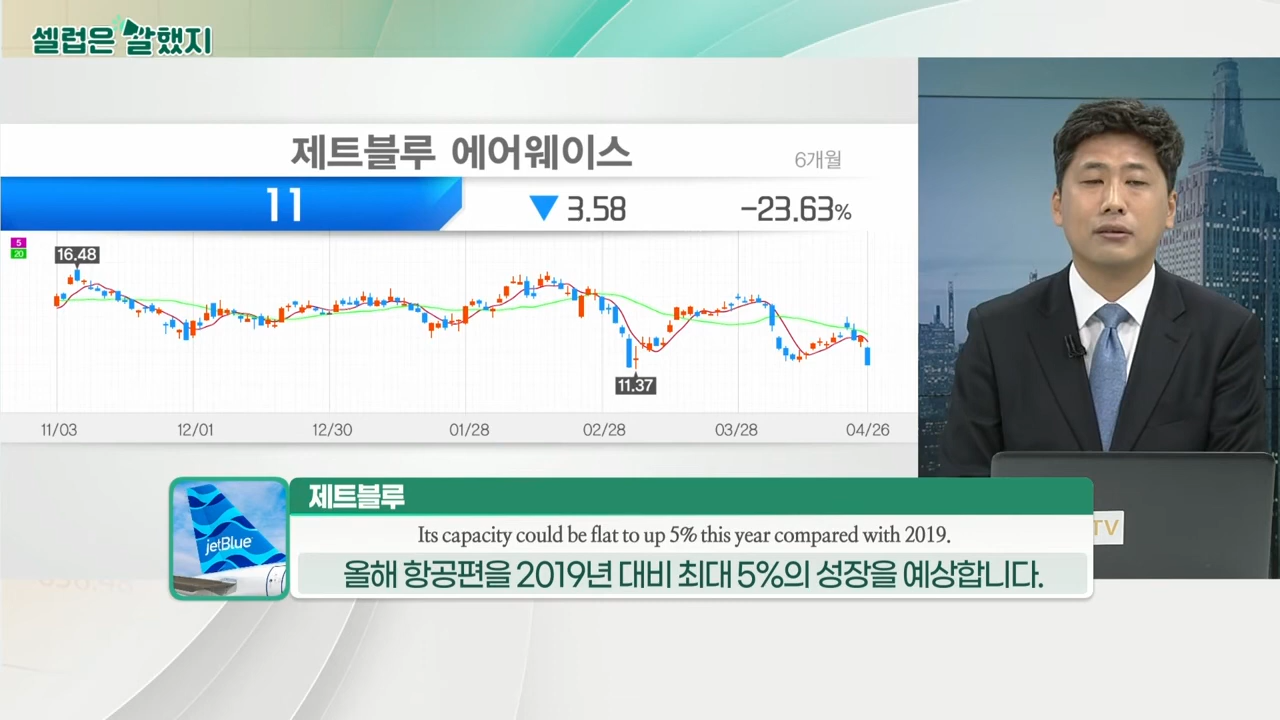 셀럽은 말했지
제트블루 에어웨이스
6개월
11
▼ 3.58
-23.63%
5
20
16.48
11.37
11/03
12/01
12/30
01/28
02/28
03/28
04/26
제트블루
jetBlue
Its capacity could be flat to up 5% this year compared with 2019.
올해 항공편을 2019년 대비 최대 5%의 성장을 예상합니다.
TV